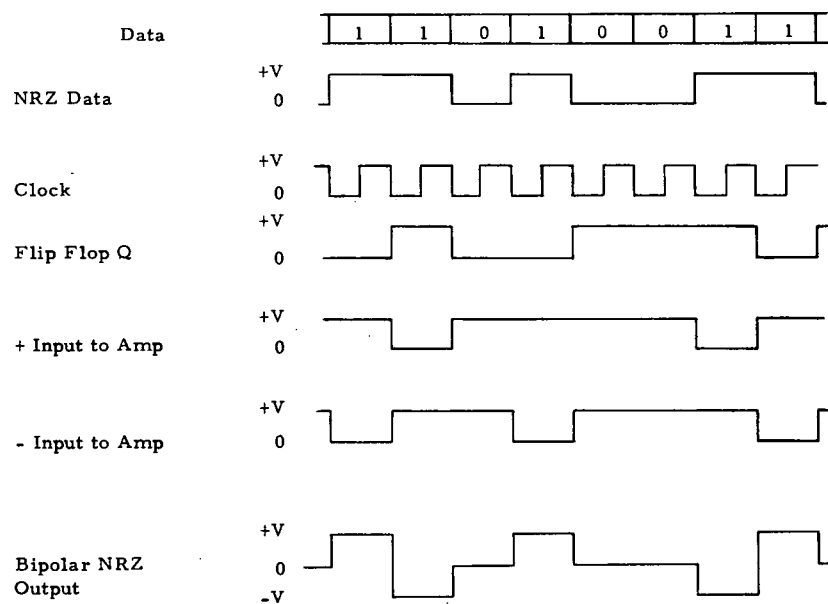 Data 1 1 0 1 0 0 1 1
+V
NRZ Data 0
+V
Clock 0
+V
Flip Flop Q 0
+V
+ Input to Amp 0
+V
- Input to Amp 0
+V
Bipolar NRZ 0
Output
-V